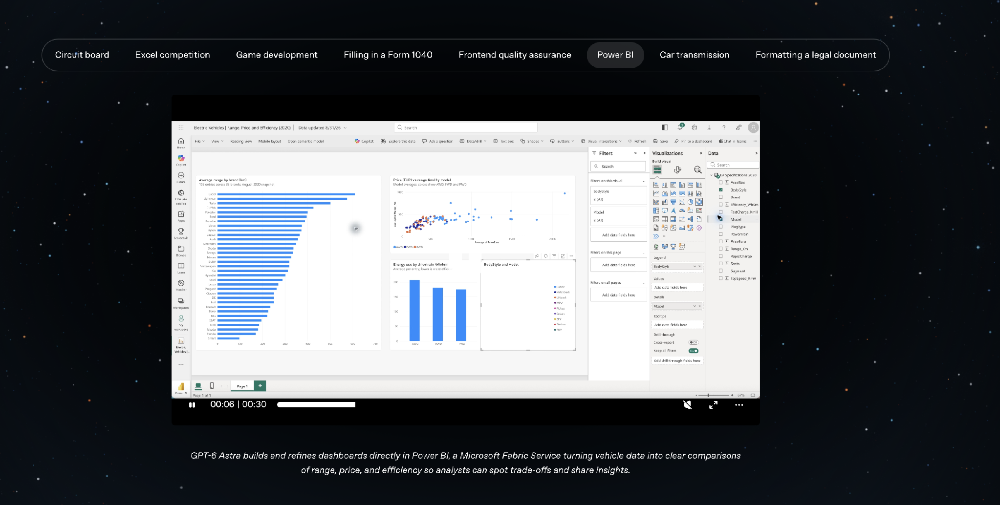 Circuit board
Excel competition
Game development
Filling in a Form 1040
Frontend quality assurance
Power BI
Car transmission
Formatting a legal document
Electric Vehicles | Range, Price and Efficiency (2020)
Data updated 8/31/26
Search
File
View
Reading view
Mobile layout
Open semantic model
Copilot
Explore this data
Ask a question
Data/drill
Text box
Shapes
Buttons
Visual interactions
Refresh
Save
Pin to a dashboard
Chat in Teams
Home
Copilot
Create
OneLake
catalog
Apps
Scorecards
Browse
Learn
Monitor
Workspaces
My
workspace
Electric
Vehicles |
Power BI
Average range by brand (km)
103 entries across 33 brands; August 2020 snapshot
Lucid
Lightyear
Tesla
CUPRA
Polestar
Ford
Porsche
Volvo
Byton
Jaguar
Audi
Mercedes
Skoda
Aiways
Nissan
BMW
Volkswagen
Kia
Hyundai
Opel
Lexus
Peugeot
Citroen
DS
Fiat
Renault
Sono
MG
SEAT
Mini
Mazda
Honda
Smart
0
100
200
300
400
500
600
700
Price (EUR) vs range (km) by model
Model averages; colors show AWD, FWD and RWD
500
0
50K
100K
150K
200K
Average of PriceEuro
AWD
FWD
RWD
Energy use by drivetrain (Wh/km)
200
150
100
50
0
AWD
RWD
FWD
BodyStyle and Model
Cabrio
Hatchback
Liftback
MPV
Pickup
Sedan
SPV
Station
SUV
Filters
Search
Filters on this visual
BodyStyle
is (All)
Model
is (All)
Add data fields here
Filters on this page
Add data fields here
Filters on all pages
Add data fields here
Visualizations
Build visual
Legend
BodyStyle
Values
Add data fields here
Details
Model
Tooltips
Add data fields here
Drill through
Cross-report
Off
Keep all filters
On
Add drill-through fields here
Data
Search
EV Specifications 2020
AccelSec
BodyStyle
Brand
Efficiency_WhKm
FastCharge_KmH
Model
PlugType
PowerTrain
PriceEuro
Range_Km
RapidCharge
Seats
Segment
TopSpeed_KmH
Page 1
Page 1 of 1
67%
00:06 | 00:30
GPT-6 Astra builds and refines dashboards directly in Power BI, a Microsoft Fabric Service turning vehicle data into clear comparisons
of range, price, and efficiency so analysts can spot trade-offs and share insights.